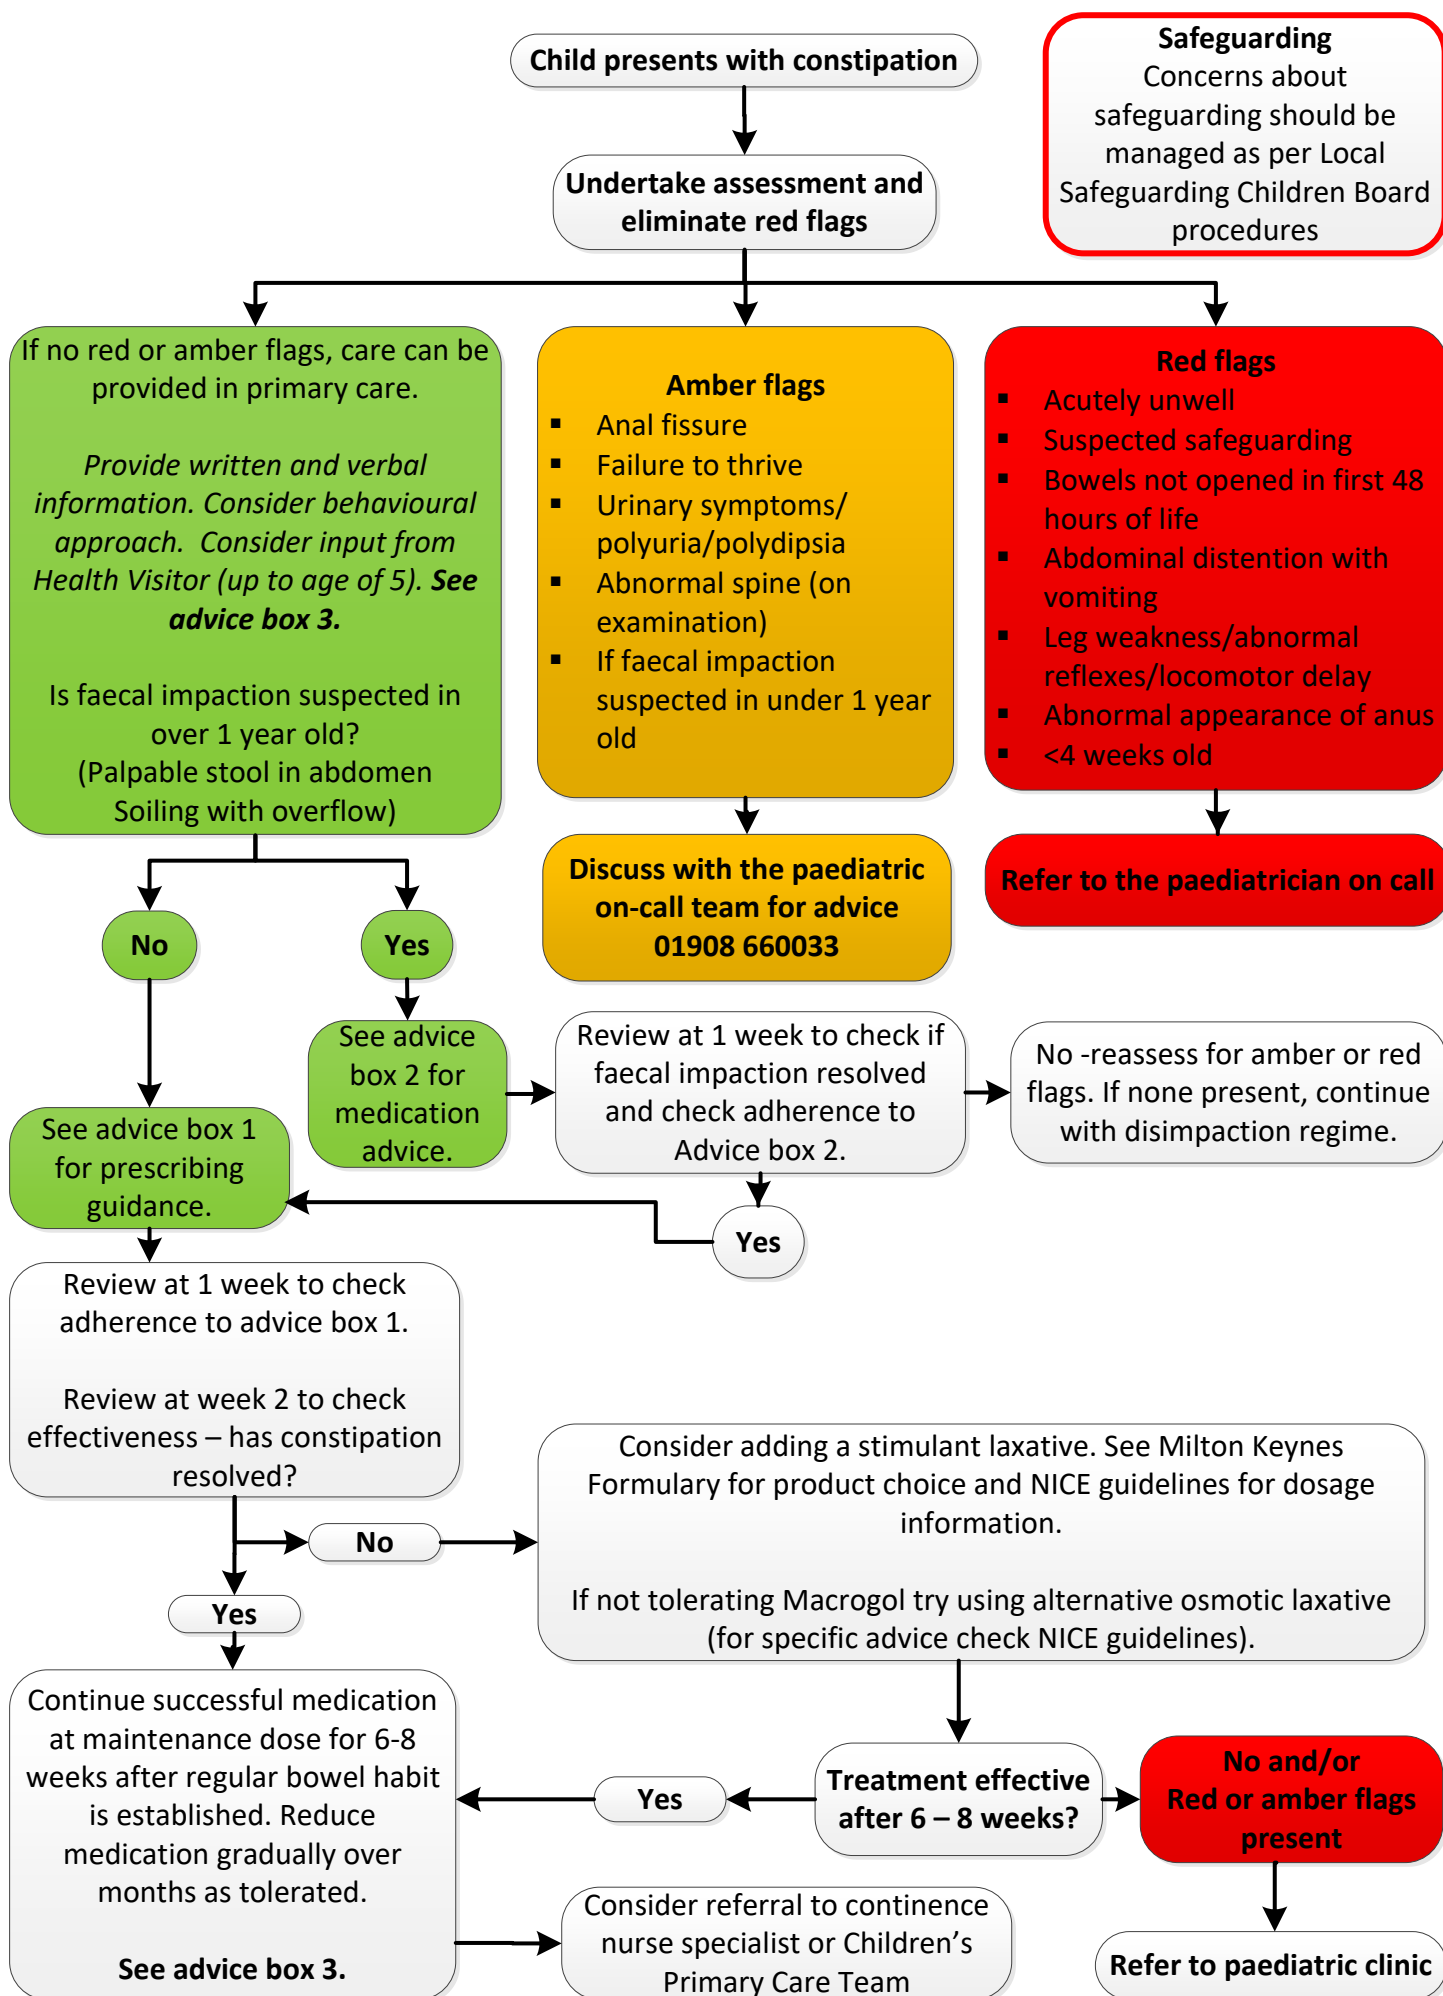 Child presents with constipation
Safeguarding
Concerns about
safeguarding should be
managed as per Local
Safeguarding Children Board
procedures
Undertake assessment and
eliminate red flags
If no red or amber flags, care can be
provided in primary care.
Provide written and verbal
information. Consider behavioural
approach.  Consider input from
Health Visitor (up to age of 5). See
advice box 3.
Is faecal impaction suspected in
over 1 year old?
(Palpable stool in abdomen
Soiling with overflow)
Amber flags
▪ Anal fissure
▪ Failure to thrive
▪ Urinary symptoms/
polyuria/polydipsia
▪ Abnormal spine (on
examination)
▪ If faecal impaction
suspected in under 1 year
old
Red flags
▪ Acutely unwell
▪ Suspected safeguarding
▪ Bowels not opened in first 48
hours of life
▪ Abdominal distention with
vomiting
▪ Leg weakness/abnormal
reflexes/locomotor delay
▪ Abnormal appearance of anus
▪ <4 weeks old
Discuss with the paediatric
on-call team for advice
01908 660033
Refer to the paediatrician on call
No
Yes
See advice
box 2 for
medication
advice.
Review at 1 week to check if
faecal impaction resolved
and check adherence to
Advice box 2.
No -reassess for amber or red
flags. If none present, continue
with disimpaction regime.
See advice box 1
for prescribing
guidance.
Yes
Review at 1 week to check
adherence to advice box 1.
Review at week 2 to check
effectiveness – has constipation
resolved?
No
Yes
Consider adding a stimulant laxative. See Milton Keynes
Formulary for product choice and NICE guidelines for dosage
information.
If not tolerating Macrogol try using alternative osmotic laxative
(for specific advice check NICE guidelines).
Continue successful medication
at maintenance dose for 6-8
weeks after regular bowel habit
is established. Reduce
medication gradually over
months as tolerated.
See advice box 3.
Yes
Treatment effective
after 6 – 8 weeks?
No and/or
Red or amber flags
present
Consider referral to continence
nurse specialist or Children’s
Primary Care Team
Refer to paediatric clinic